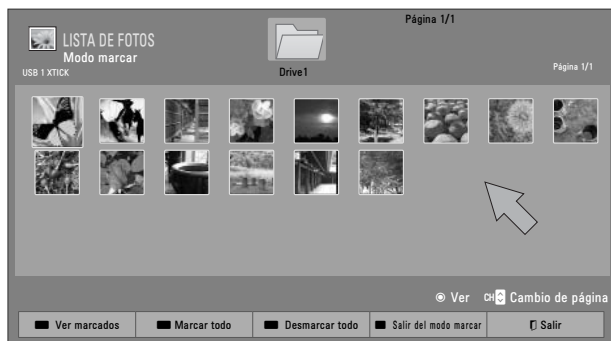 Página 1/1
LISTA DE FOTOS
Modo marcar
USB 1 XTICK
Drive1
Página 1/1
Ver CH Cambio de página
Ver marcados Marcar todo Desmarcar todo Salir del modo marcar Salir